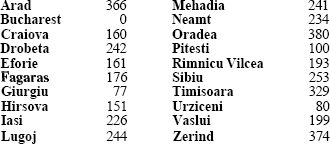 Arad 366 Mehadia 241
Bucharest 0 Neamt 234
Craiova 160 Oradea 380
Drobeta 242 Pitesti 100
Eforie 161 Rimnicu Vilcea 193
Fagaras 176 Sibiu 253
Giurgiu 77 Timisoara 329
Hirsova 151 Urziceni 80
Iasi 226 Vaslui 199
Lugoj 244 Zerind 374